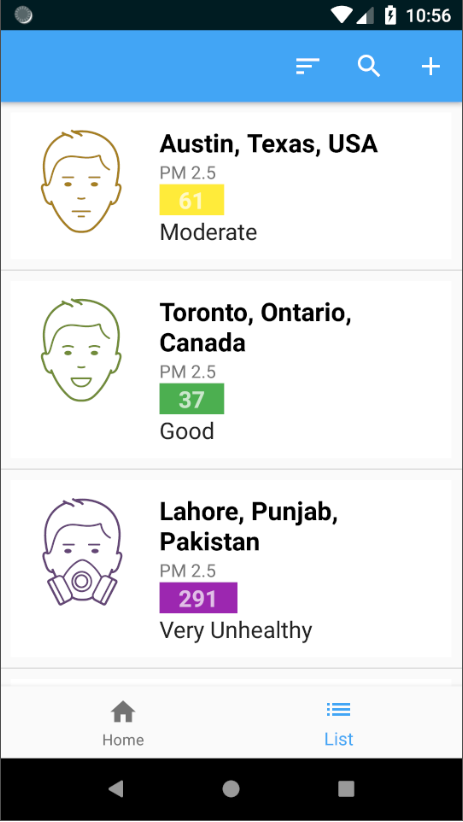 10:56
Austin, Texas, USA
PM 2.5
61
Moderate
Toronto, Ontario,
Canada
PM 2.5
37
Good
Lahore, Punjab,
Pakistan
PM 2.5
291
Very Unhealthy
Home
List